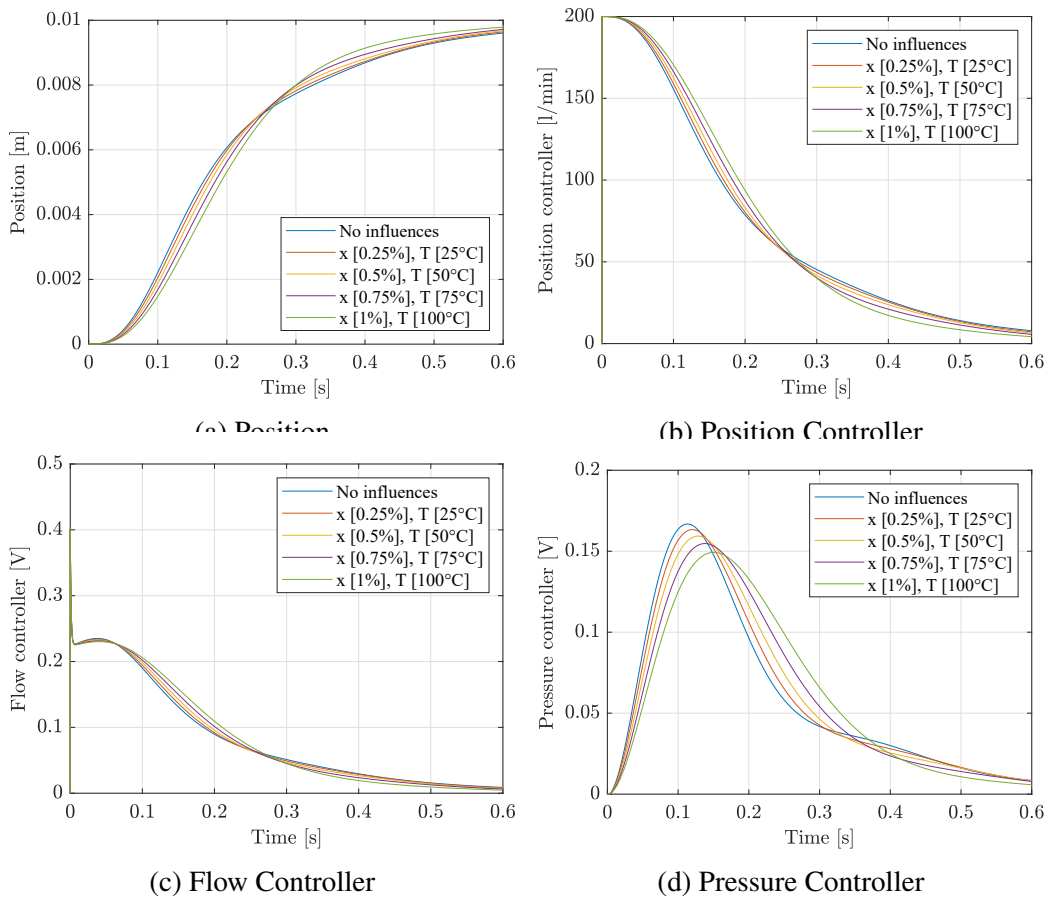 0.01
0.008
0.006
0.004
0.002
0
Position [m]
No influences
x [0.25%], T [25°C]
x [0.5%], T [50°C]
x [0.75%], T [75°C]
x [1%], T [100°C]
0 0.1 0.2 0.3 0.4 0.5 0.6
Time [s]
(a) Position
200
150
100
50
0
Position controller [l/min]
No influences
x [0.25%], T [25°C]
x [0.5%], T [50°C]
x [0.75%], T [75°C]
x [1%], T [100°C]
0 0.1 0.2 0.3 0.4 0.5 0.6
Time [s]
(b) Position Controller
0.5
0.4
0.3
0.2
0.1
0
Flow controller [V]
No influences
x [0.25%], T [25°C]
x [0.5%], T [50°C]
x [0.75%], T [75°C]
x [1%], T [100°C]
0 0.1 0.2 0.3 0.4 0.5 0.6
Time [s]
(c) Flow Controller
0.2
0.15
0.1
0.05
0
Pressure controller [V]
No influences
x [0.25%], T [25°C]
x [0.5%], T [50°C]
x [0.75%], T [75°C]
x [1%], T [100°C]
0 0.1 0.2 0.3 0.4 0.5 0.6
Time [s]
(d) Pressure Controller